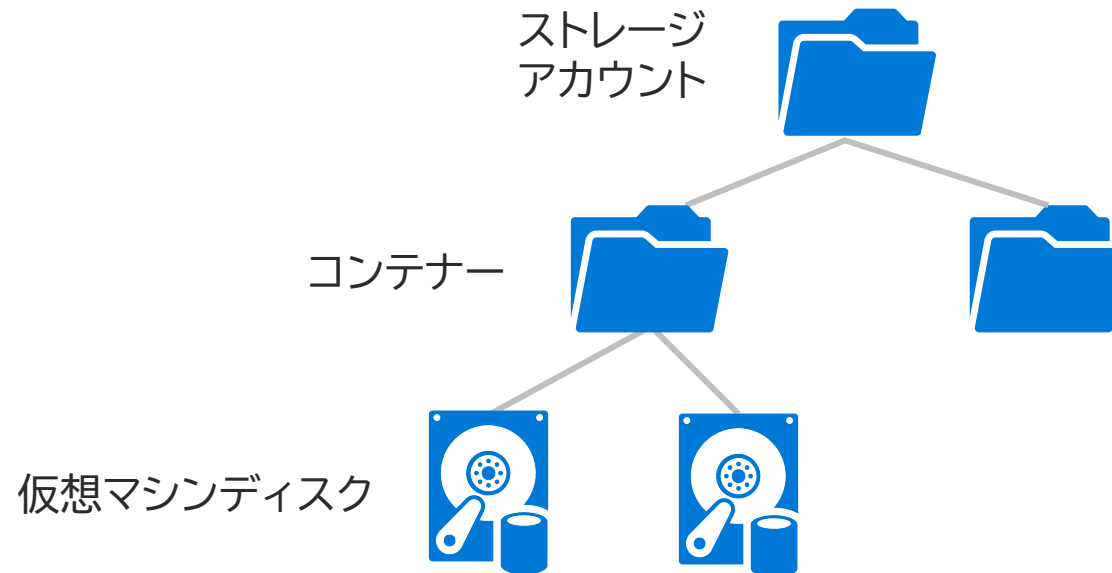 ストレージ
アカウント
コンテナー
仮想マシンディスク